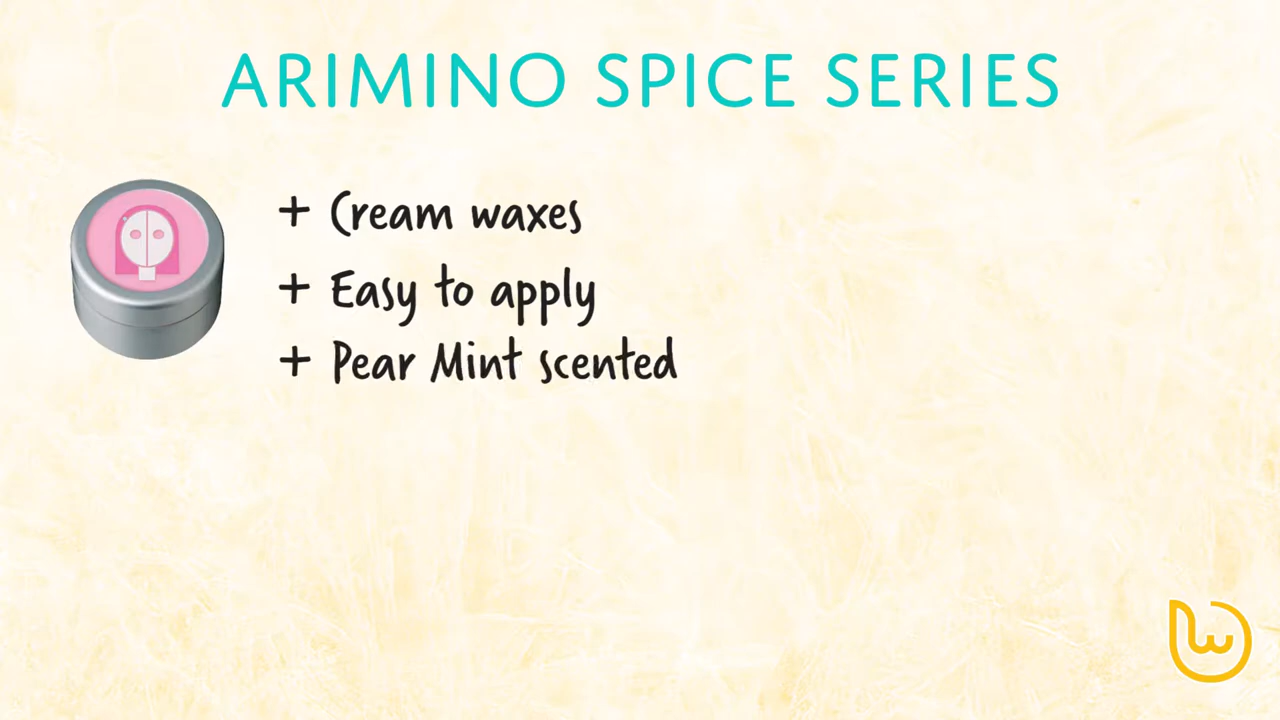 ARIMINO SPICE SERIES
+ Cream waxes
+ Easy to apply
+ Pear Mint scented